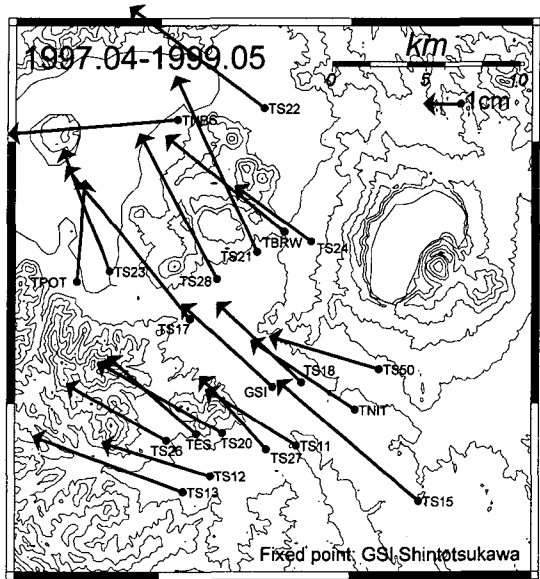 1997.04-1999.05
km
0 5 10
1cm
TS22
TNBS
TBRW
TS24
TS21
TS23
TS28
TPOT
TS17
TS18
TS50
GSI
TNIT
TS20
TES
TS26
TS11
TS27
TS12
TS13
TS15
Fixed point: GSI Shintotsukawa